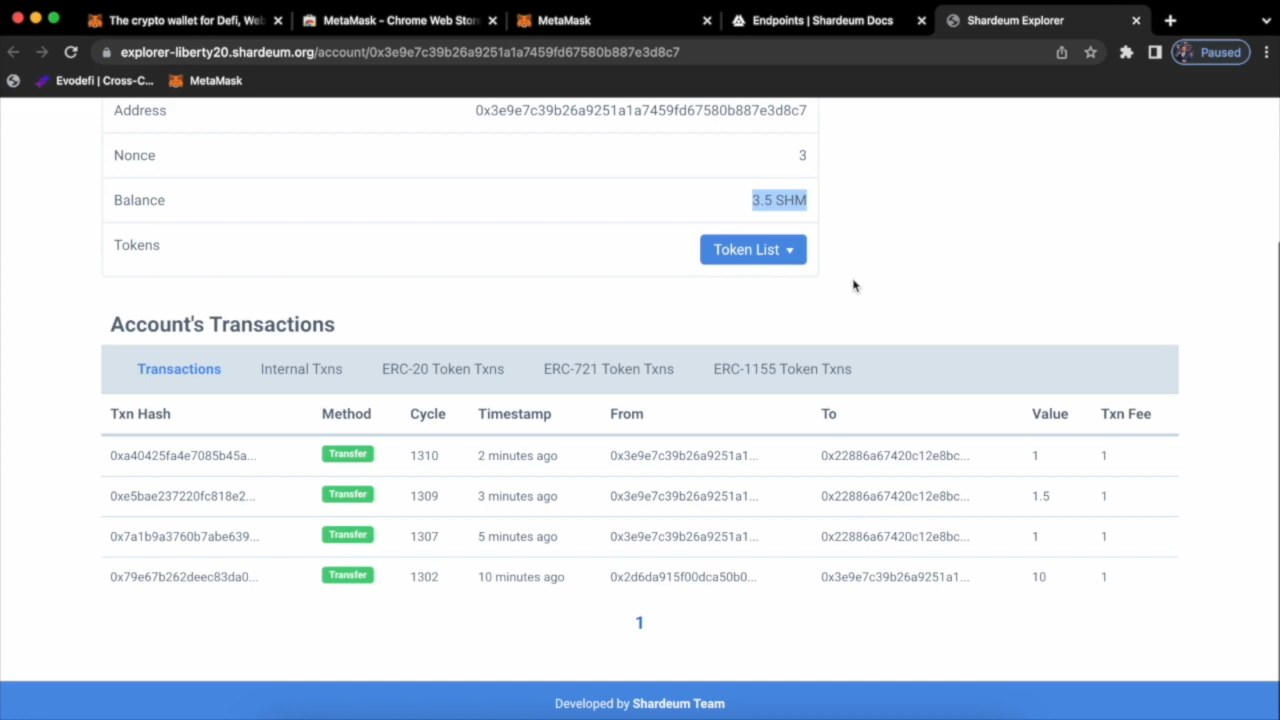 The crypto wallet for Defi, Web
MetaMask - Chrome Web Stor
MetaMask
Endpoints | Shardeum Docs
Shardeum Explorer
explorer-liberty20.shardeum.org/account/0x3e9e7c39b26a9251a1a7459fd67580b887e3d8c7
Paused
Evodefi | Cross-C...
MetaMask
Address 0x3e9e7c39b26a9251a1a7459fd67580b887e3d8c7
Nonce 3
Balance 3.5 SHM
Tokens Token List
Account's Transactions
Transactions Internal Txns ERC-20 Token Txns ERC-721 Token Txns ERC-1155 Token Txns
Txn Hash Method Cycle Timestamp From To Value Txn Fee
0xa40425fa4e7085b45a... Transfer 1310 2 minutes ago 0x3e9e7c39b26a9251a1... 0x22886a67420c12e8bc... 1 1
0xe5bae237220fc818e2... Transfer 1309 3 minutes ago 0x3e9e7c39b26a9251a1... 0x22886a67420c12e8bc... 1.5 1
0x7a1b9a3760b7abe639... Transfer 1307 5 minutes ago 0x3e9e7c39b26a9251a1... 0x22886a67420c12e8bc... 1 1
0x79e67b262deec83da0... Transfer 1302 10 minutes ago 0x2d6da915f00dca50b0... 0x3e9e7c39b26a9251a1... 10 1
1
Developed by Shardeum Team